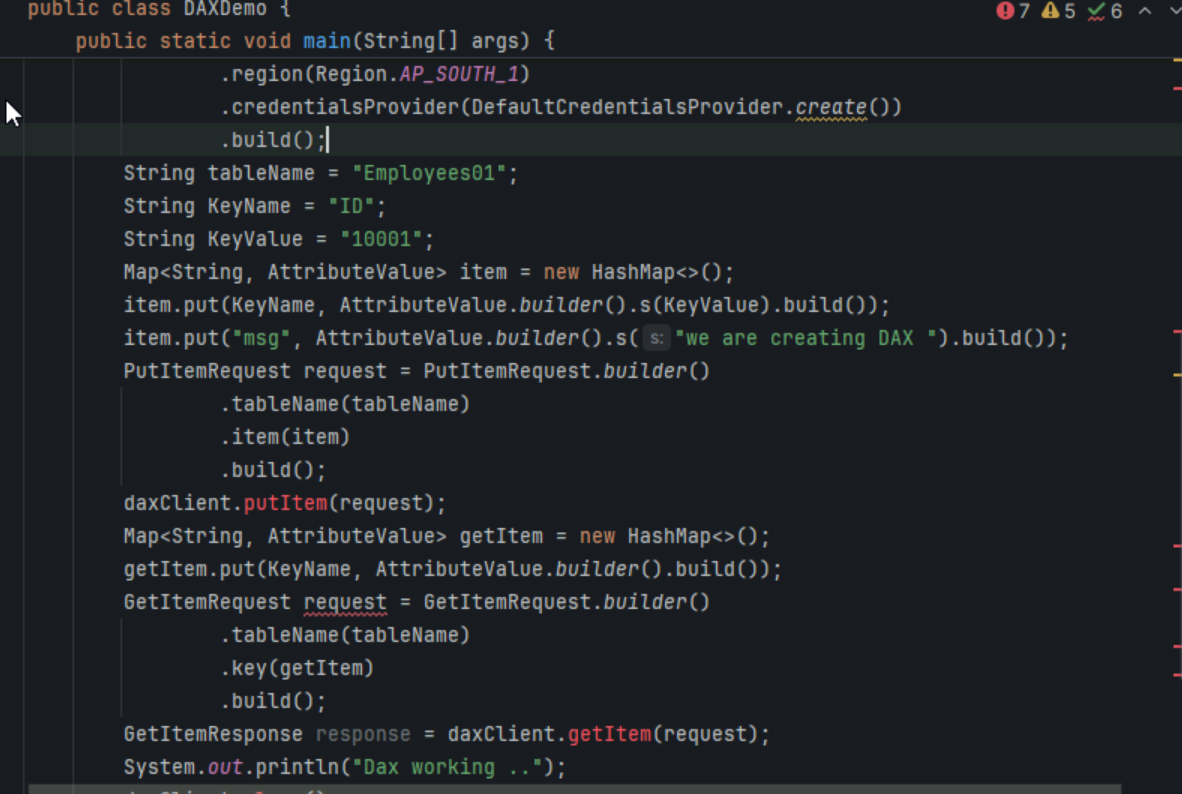 public class DAXDemo {
7 5 6
public static void main(String[] args) {
.region(Region.AP_SOUTH_1)
.credentialsProvider(DefaultCredentialsProvider.create())
.build();
String tableName = "Employees01";
String KeyName = "ID";
String KeyValue = "10001";
Map<String, AttributeValue> item = new HashMap<>();
item.put(KeyName, AttributeValue.builder().s(KeyValue).build());
item.put("msg", AttributeValue.builder().s( s: "we are creating DAX ").build());
PutItemRequest request = PutItemRequest.builder()
.tableName(tableName)
.item(item)
.build();
daxClient.putItem(request);
Map<String, AttributeValue> getItem = new HashMap<>();
getItem.put(KeyName, AttributeValue.builder().build());
GetItemRequest request = GetItemRequest.builder()
.tableName(tableName)
.key(getItem)
.build();
GetItemResponse response = daxClient.getItem(request);
System.out.println("Dax working ..");